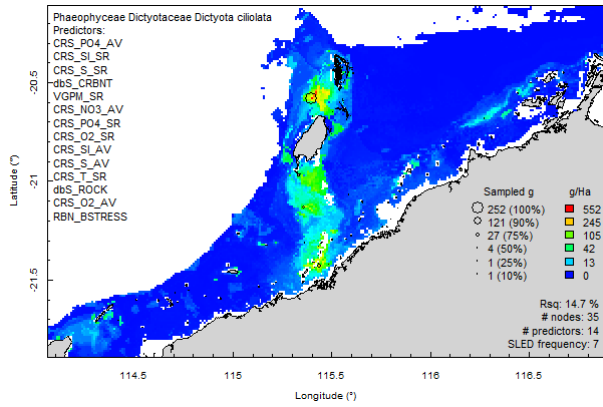 Phaeophyceae Dictyotaceae Dictyota ciliolata
Predictors:
CRS_PO4_AV
CRS_SI_SR
CRS_S_SR
dbS_CRBNT
VGPM_SR
CRS_NO3_AV
CRS_PO4_SR
CRS_O2_SR
CRS_SI_AV
CRS_S_AV
CRS_T_SR
dbS_ROCK
CRS_O2_AV
RBN_BSTRESS
Latitude (°)
-20.5
-21
-21.5
Sampled g g/Ha
252 (100%) 552
121 (90%) 245
27 (75%) 105
4 (50%) 42
1 (25%) 13
1 (10%) 0
Rsq: 14.7 %
# nodes: 35
# predictors: 14
SLED frequency: 7
114.5 115 115.5 116 116.5
Longitude (°)